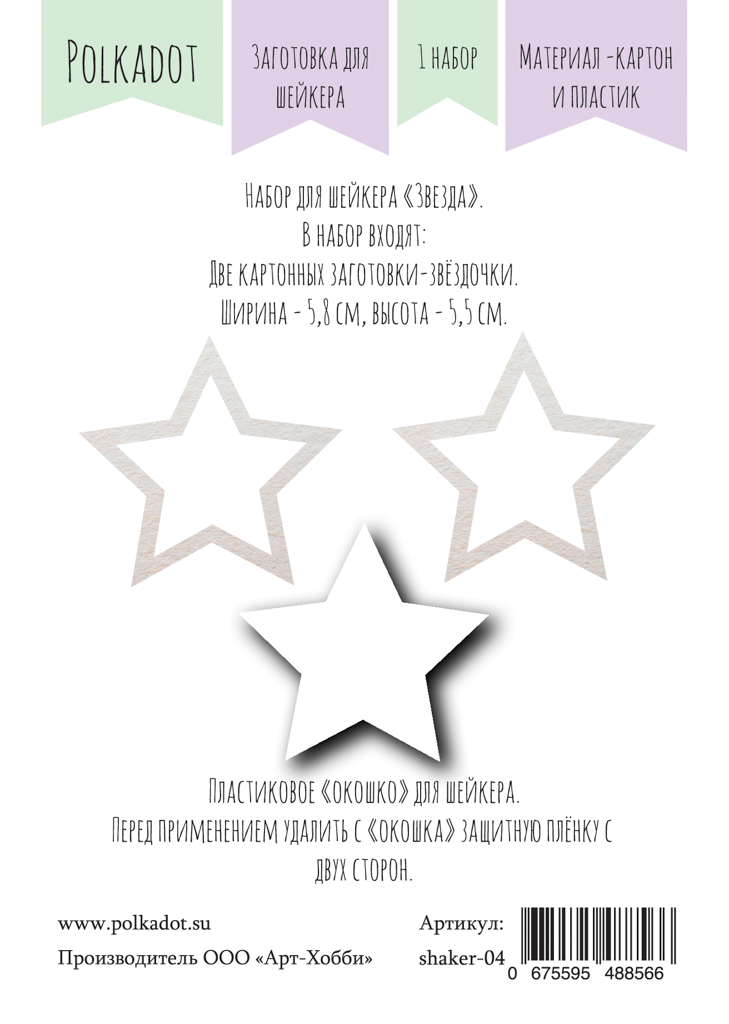 Polkadot
Заготовка для
шейкера
1 набор
Материал -картон
и пластик
Набор для шейкера «Звезда».
В набор входят:
Две картонных заготовки-звёздочки.
Ширина - 5,8 см, высота - 5,5 см.
Пластиковое «окошко» для шейкера.
Перед применением удалить с «окошка» защитную плёнку с
двух сторон.
www.polkadot.su
Производитель ООО «Арт-Хобби»
Артикул:
shaker-04
0 675595 488566